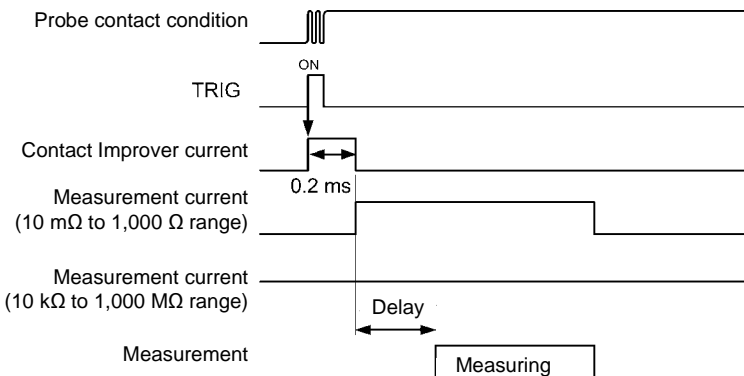 Probe contact condition
ON
TRIG
Contact Improver current
0.2 ms
Measurement current
(10 mΩ to 1,000 Ω range)
Measurement current
(10 kΩ to 1,000 MΩ range)
Delay
Measurement
Measuring